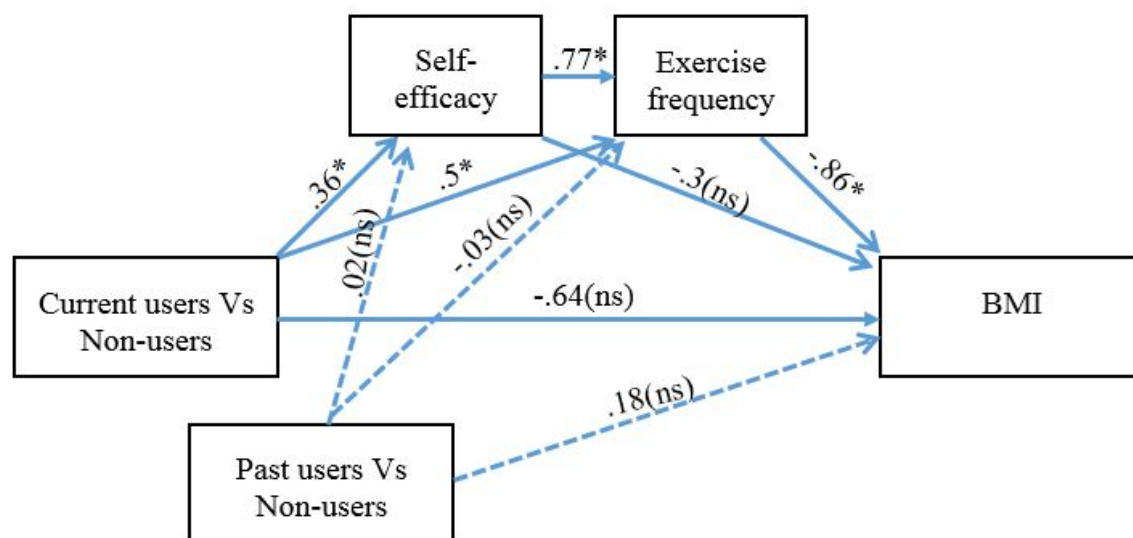 Self-
efficacy
.77*
Exercise
frequency
.36*
.5*
-.3(ns)
-.86*
.02(ns)
-.03(ns)
Current users Vs
Non-users
-.64(ns)
BMI
.18(ns)
Past users Vs
Non-users